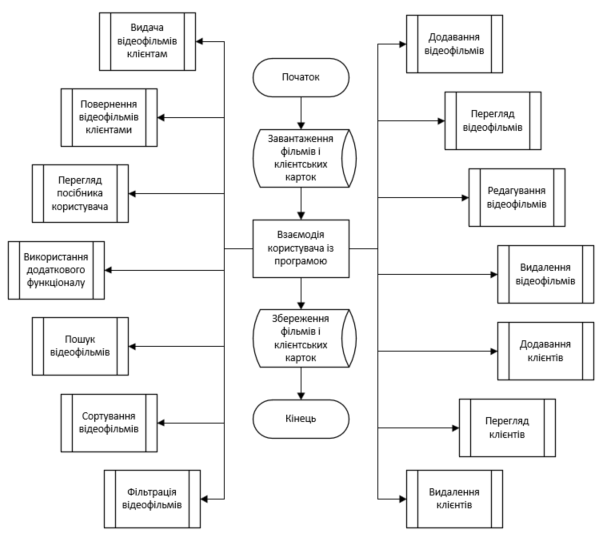 Видача
відеофільмів
клієнтам
Повернення
відеофільмів
клієнтами
Перегляд
посібника
користувача
Використання
додаткового
функціоналу
Пошук
відеофільмів
Сортування
відеофільмів
Фільтрація
відеофільмів
Початок
Завантаження
фільмів і
клієнтських
карток
Взаємодія
користувача із
програмою
Збереження
фільмів і
клієнтських
карток
Кінець
Додавання
відеофільмів
Перегляд
відеофільмів
Редагування
відеофільмів
Видалення
відеофільмів
Додавання
клієнтів
Перегляд
клієнтів
Видалення
клієнтів